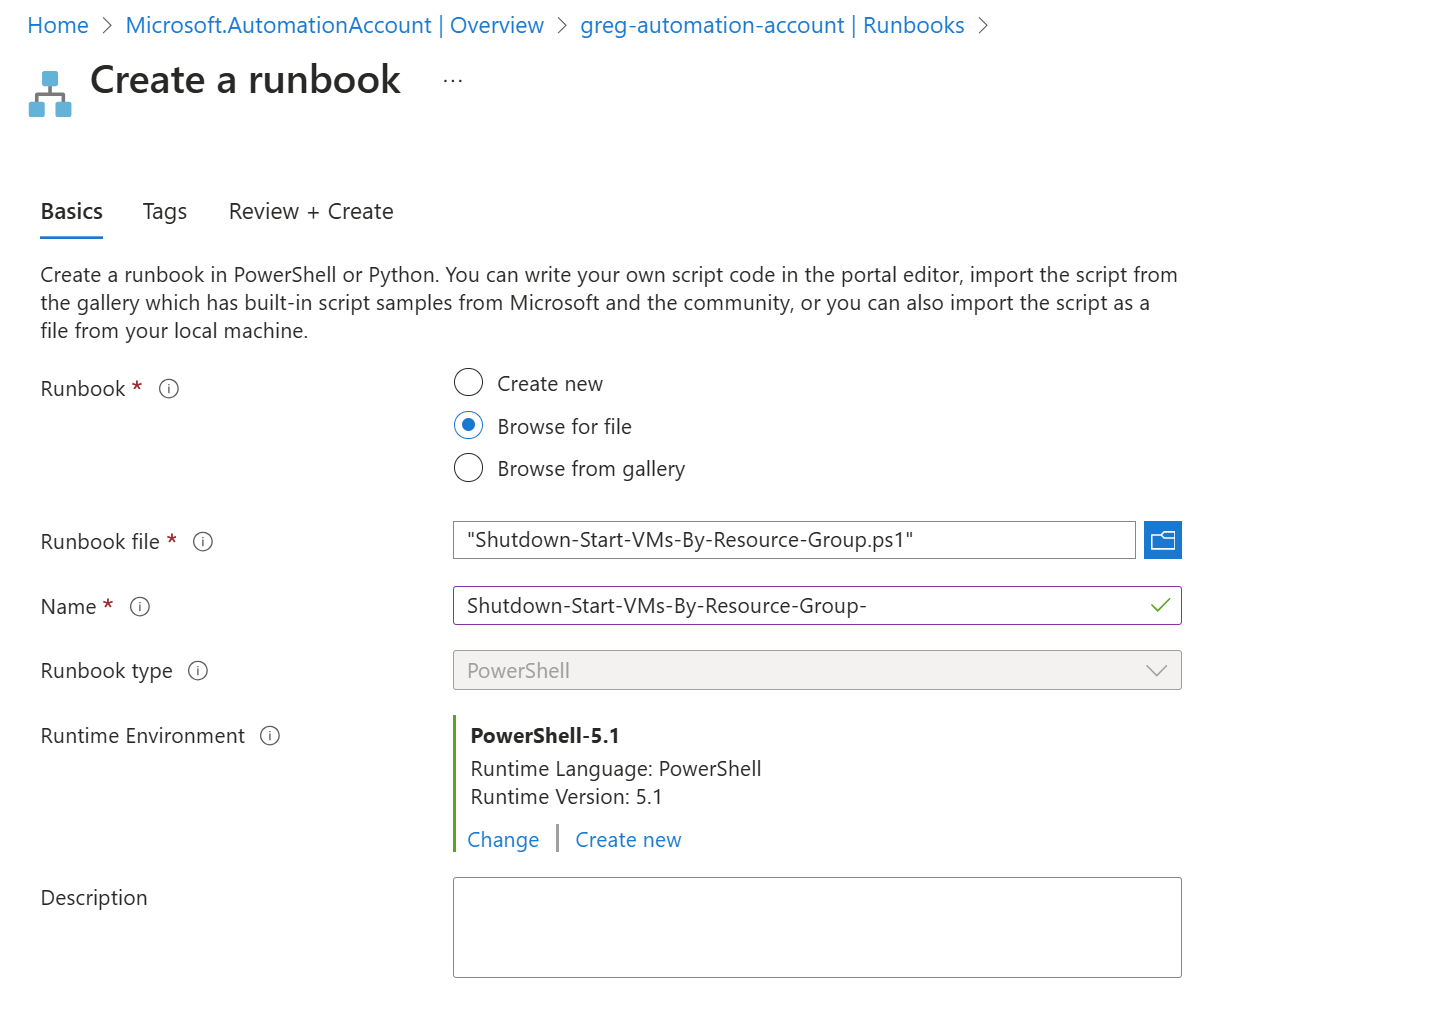 Home > Microsoft.AutomationAccount | Overview > greg-automation-account | Runbooks >
Create a runbook ...
Basics Tags Review + Create
Create a runbook in PowerShell or Python. You can write your own script code in the portal editor, import the script from
the gallery which has built-in script samples from Microsoft and the community, or you can also import the script as a
file from your local machine.
Runbook *
Create new
Browse for file
Browse from gallery
Runbook file * "Shutdown-Start-VMs-By-Resource-Group.ps1"
Name * Shutdown-Start-VMs-By-Resource-Group-
Runbook type PowerShell
Runtime Environment PowerShell-5.1
Runtime Language: PowerShell
Runtime Version: 5.1
Change | Create new
Description